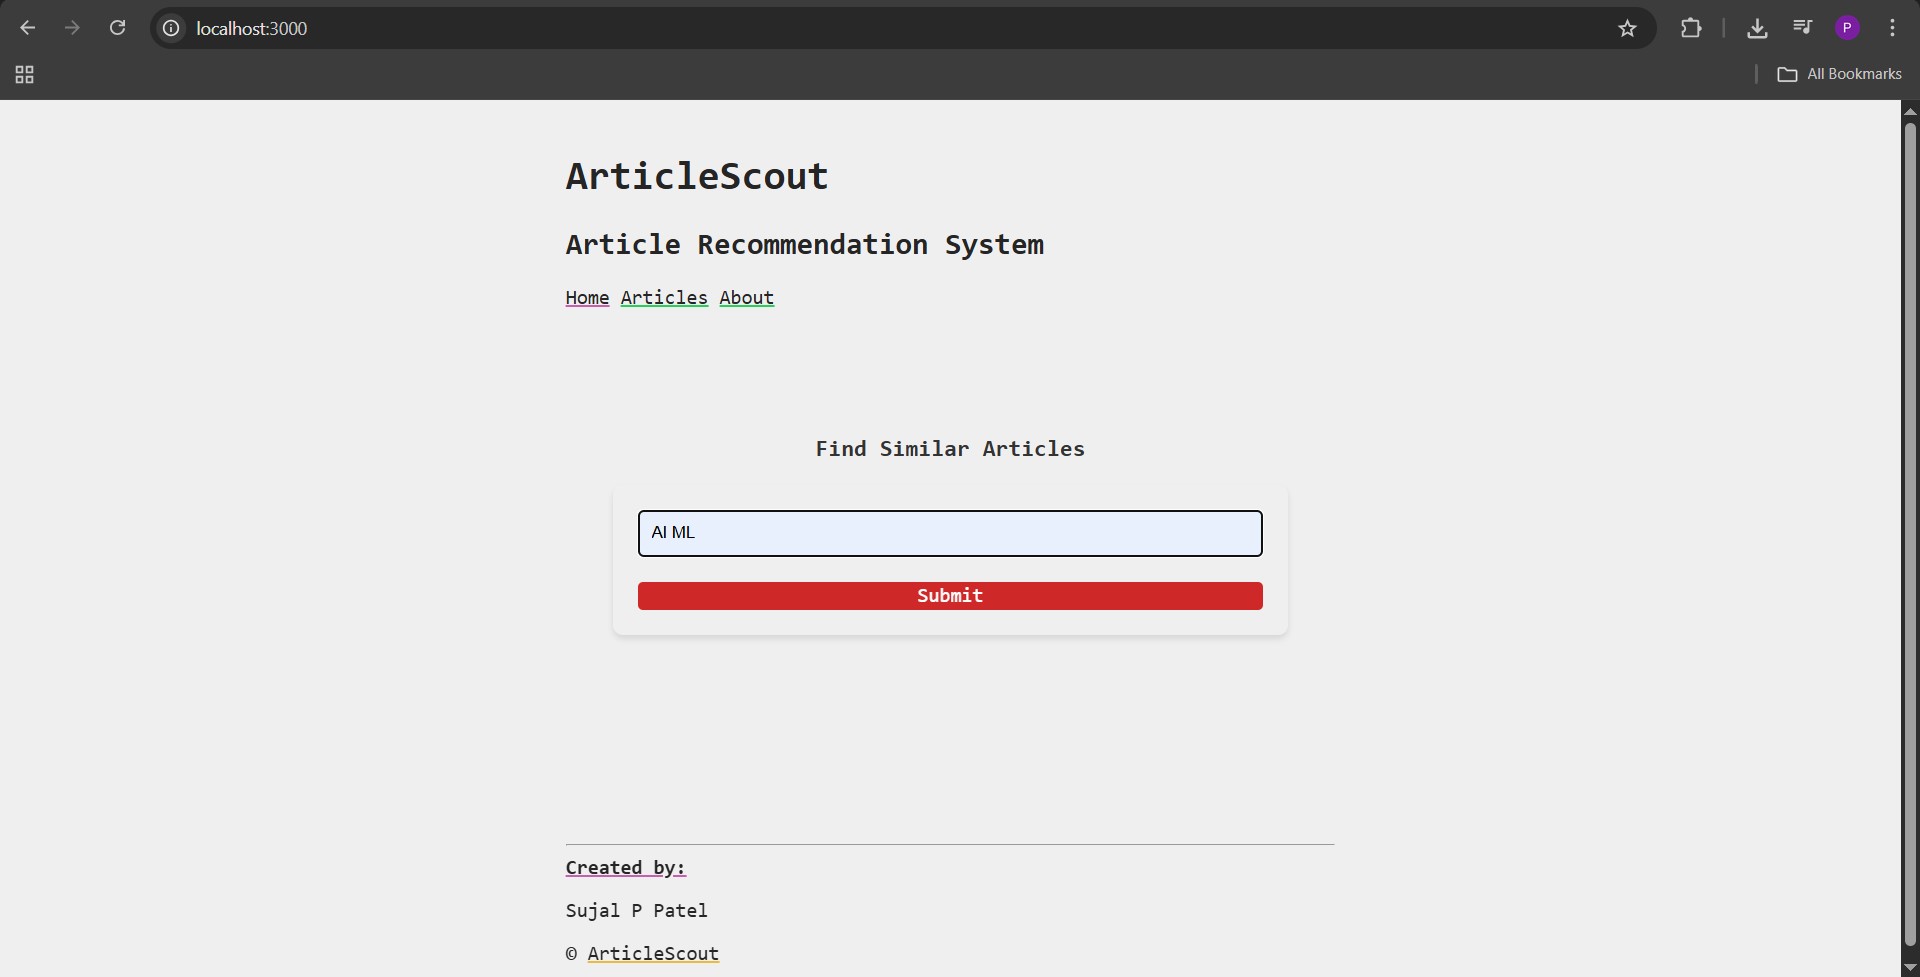 localhost:3000
P
All Bookmarks
ArticleScout
Article Recommendation System
Home Articles About
Find Similar Articles
AI ML
Submit
Created by:
Sujal P Patel
© ArticleScout